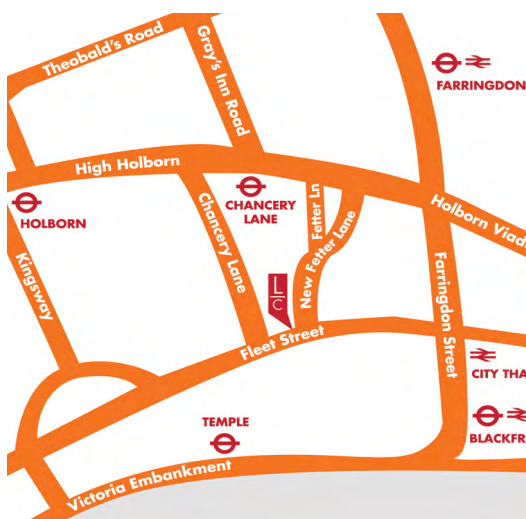 Theobald's Road
Gray's Inn Road
FARRINGDON
High Holborn
HOLBORN
CHANCERY
LANE
Fetter Ln
Holborn Viad
Chancery Lane
New Fetter Lane
Kingsway
L
C
Farringdon Street
Fleet Street
CITY THA
TEMPLE
BLACKFR
Victoria Embankment